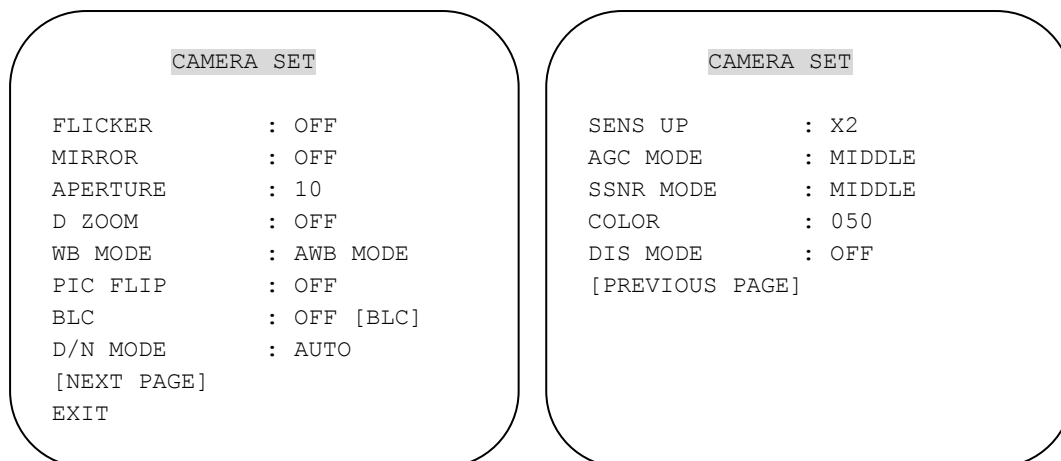 CAMERA SET
FLICKER : OFF
MIRROR : OFF
APERTURE : 10
D ZOOM : OFF
WB MODE : AWB MODE
PIC FLIP : OFF
BLC : OFF [BLC]
D/N MODE : AUTO
[NEXT PAGE]
EXIT
CAMERA SET
SENS UP : X2
AGC MODE : MIDDLE
SSNR MODE : MIDDLE
COLOR : 050
DIS MODE : OFF
[PREVIOUS PAGE]